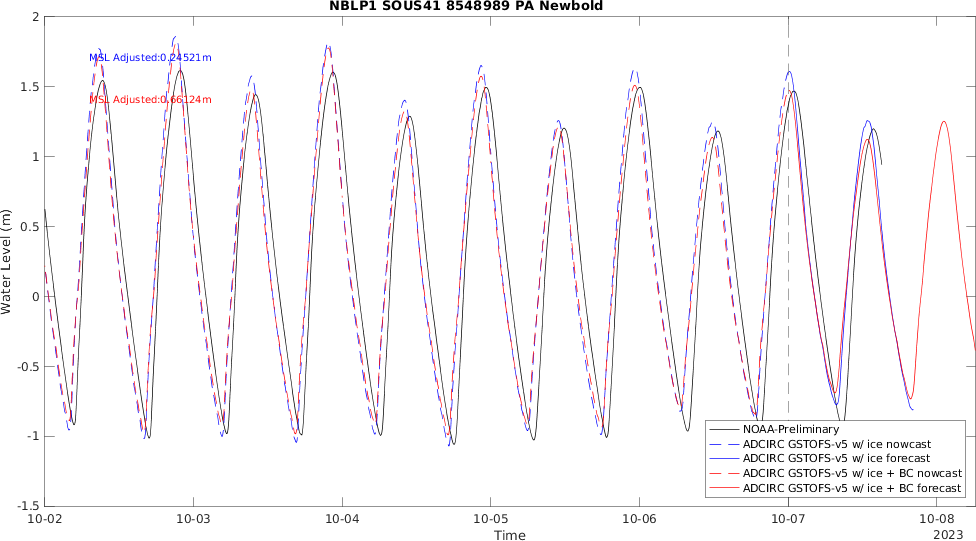 NBLP1 SOUS41 8548989 PA Newbold
2
1.5
1
0.5
0
-0.5
-1
-1.5
Water Level (m)
MSL Adjusted:0.24521m
MSL Adjusted:0.66124m
NOAA-Preliminary
ADCIRC GSTOFS-v5 w/ ice nowcast
ADCIRC GSTOFS-v5 w/ ice forecast
ADCIRC GSTOFS-v5 w/ ice + BC nowcast
ADCIRC GSTOFS-v5 w/ ice + BC forecast
10-02 10-03 10-04 10-05 10-06 10-07 10-08
Time 2023